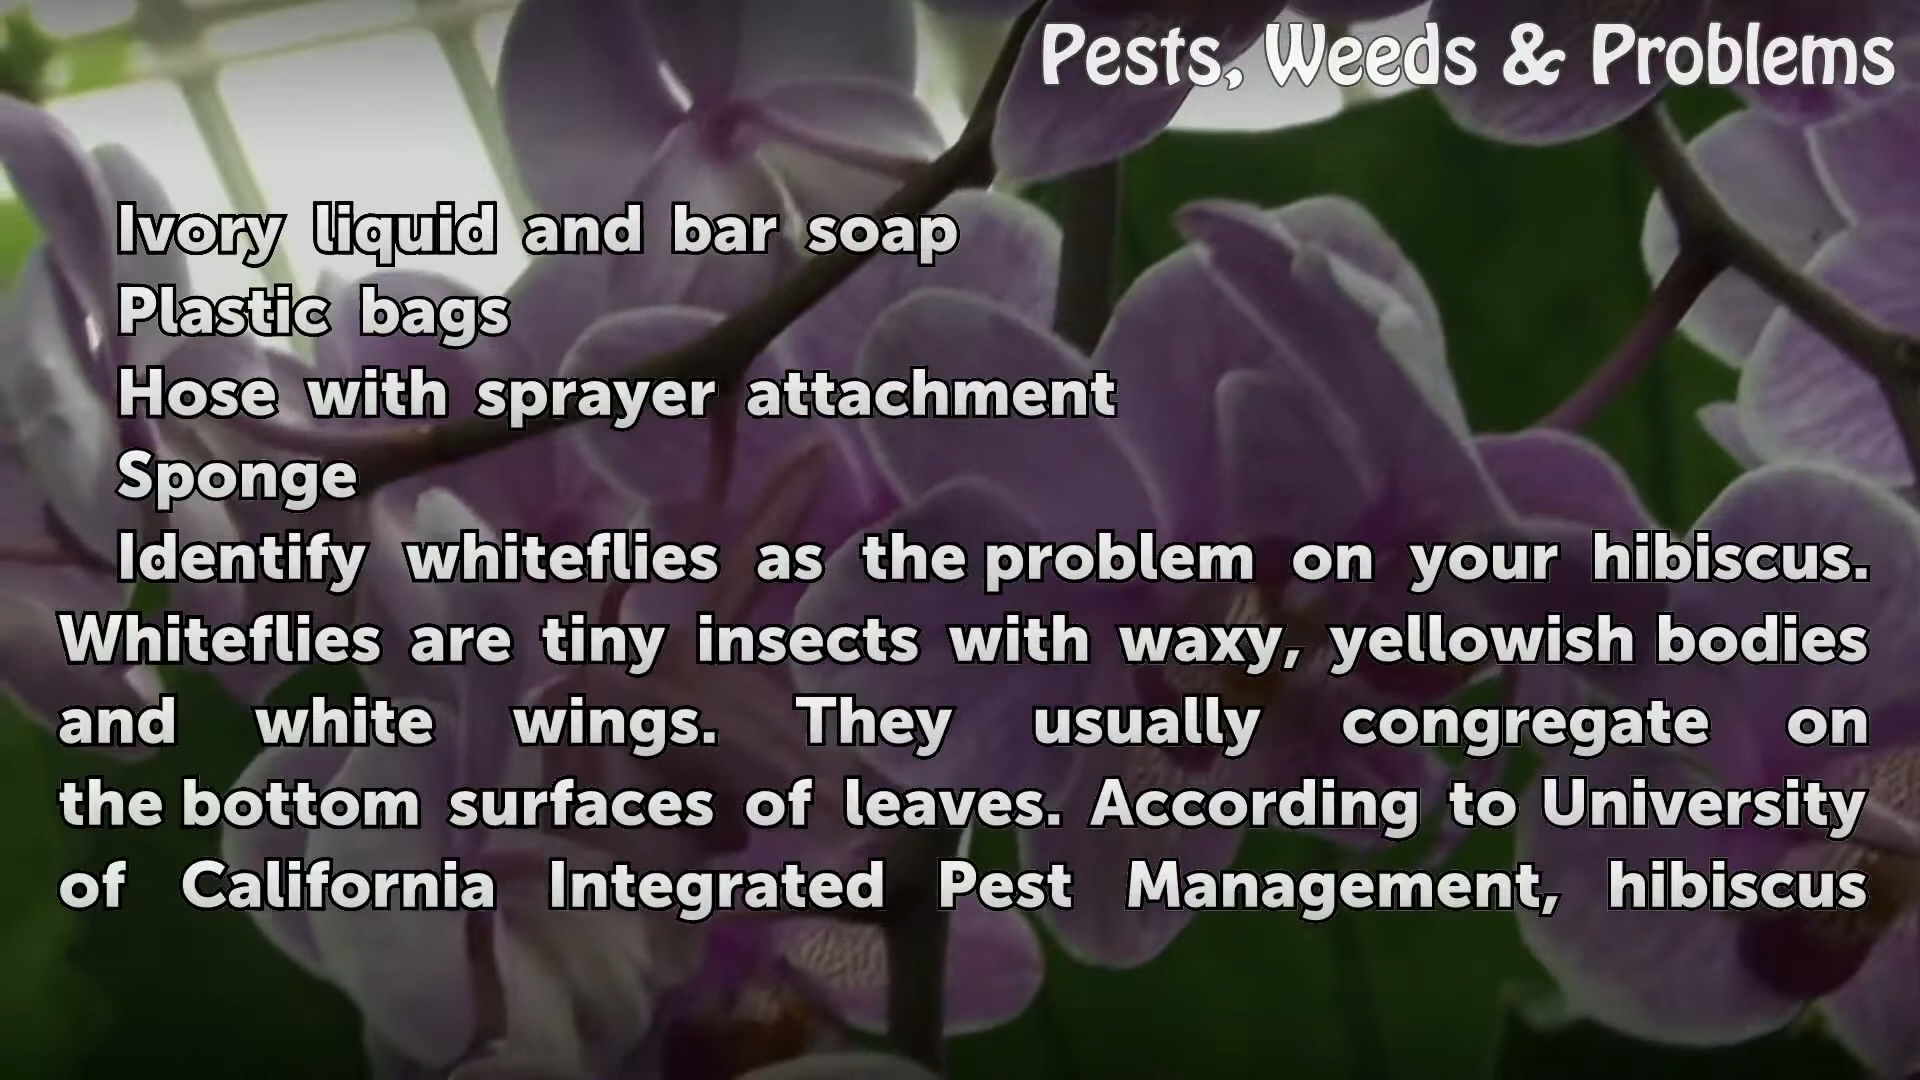 Pests, Weeds & Problems
Ivory liquid and bar soap
Plastic bags
Hose with sprayer attachment
Sponge
Identify whiteflies as the problem on your hibiscus.
Whiteflies are tiny insects with waxy, yellowish bodies
and white wings. They usually congregate on
the bottom surfaces of leaves. According to University
of California Integrated Pest Management, hibiscus